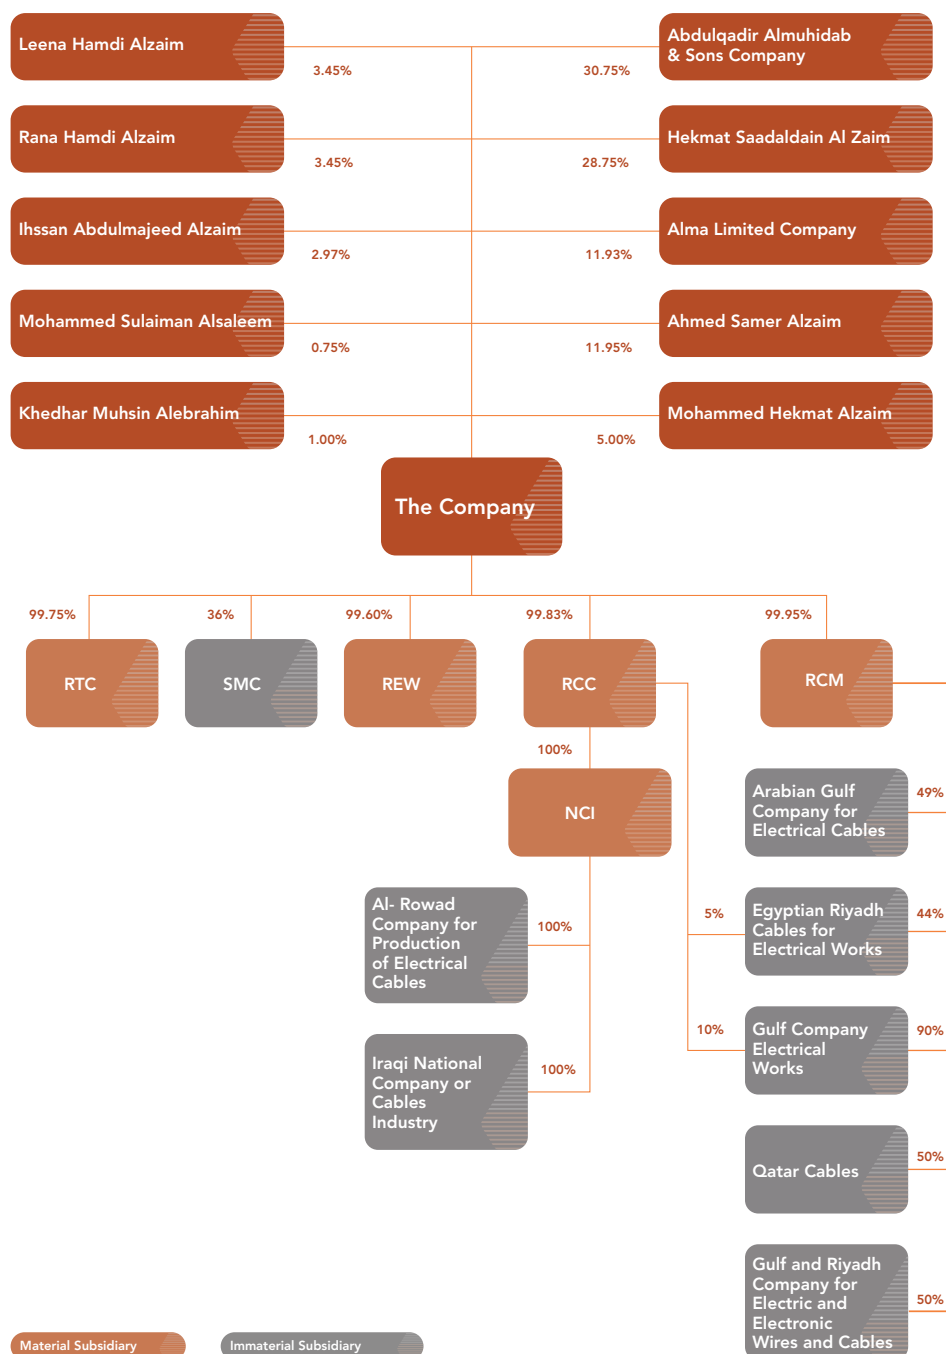 Leena Hamdi Alzaim
3.45%
Abdulqadir Almuhidab
& Sons Company
30.75%
Rana Hamdi Alzaim
3.45%
Hekmat Saadaldain Al Zaim
28.75%
Ihssan Abdulmajeed Alzaim
2.97%
Alma Limited Company
11.93%
Mohammed Sulaiman Alsaleem
0.75%
Ahmed Samer Alzaim
11.95%
Khedhar Muhsin Alebrahim
1.00%
Mohammed Hekmat Alzaim
5.00%
The Company
99.75%
36%
99.60%
99.83%
99.95%
RTC
SMC
REW
RCC
RCM
100%
NCI
Arabian Gulf
Company for
Electrical Cables
49%
Al- Rowad
Company for
Production
of Electrical
Cables
100%
5%
Egyptian Riyadh
Cables for
Electrical Works
44%
Iraqi National
Company or
Cables
Industry
100%
10%
Gulf Company
Electrical
Works
90%
Qatar Cables
50%
Gulf and Riyadh
Company for
Electric and
Electronic
Wires and Cables
50%
Material Subsidiary
Immaterial Subsidiary